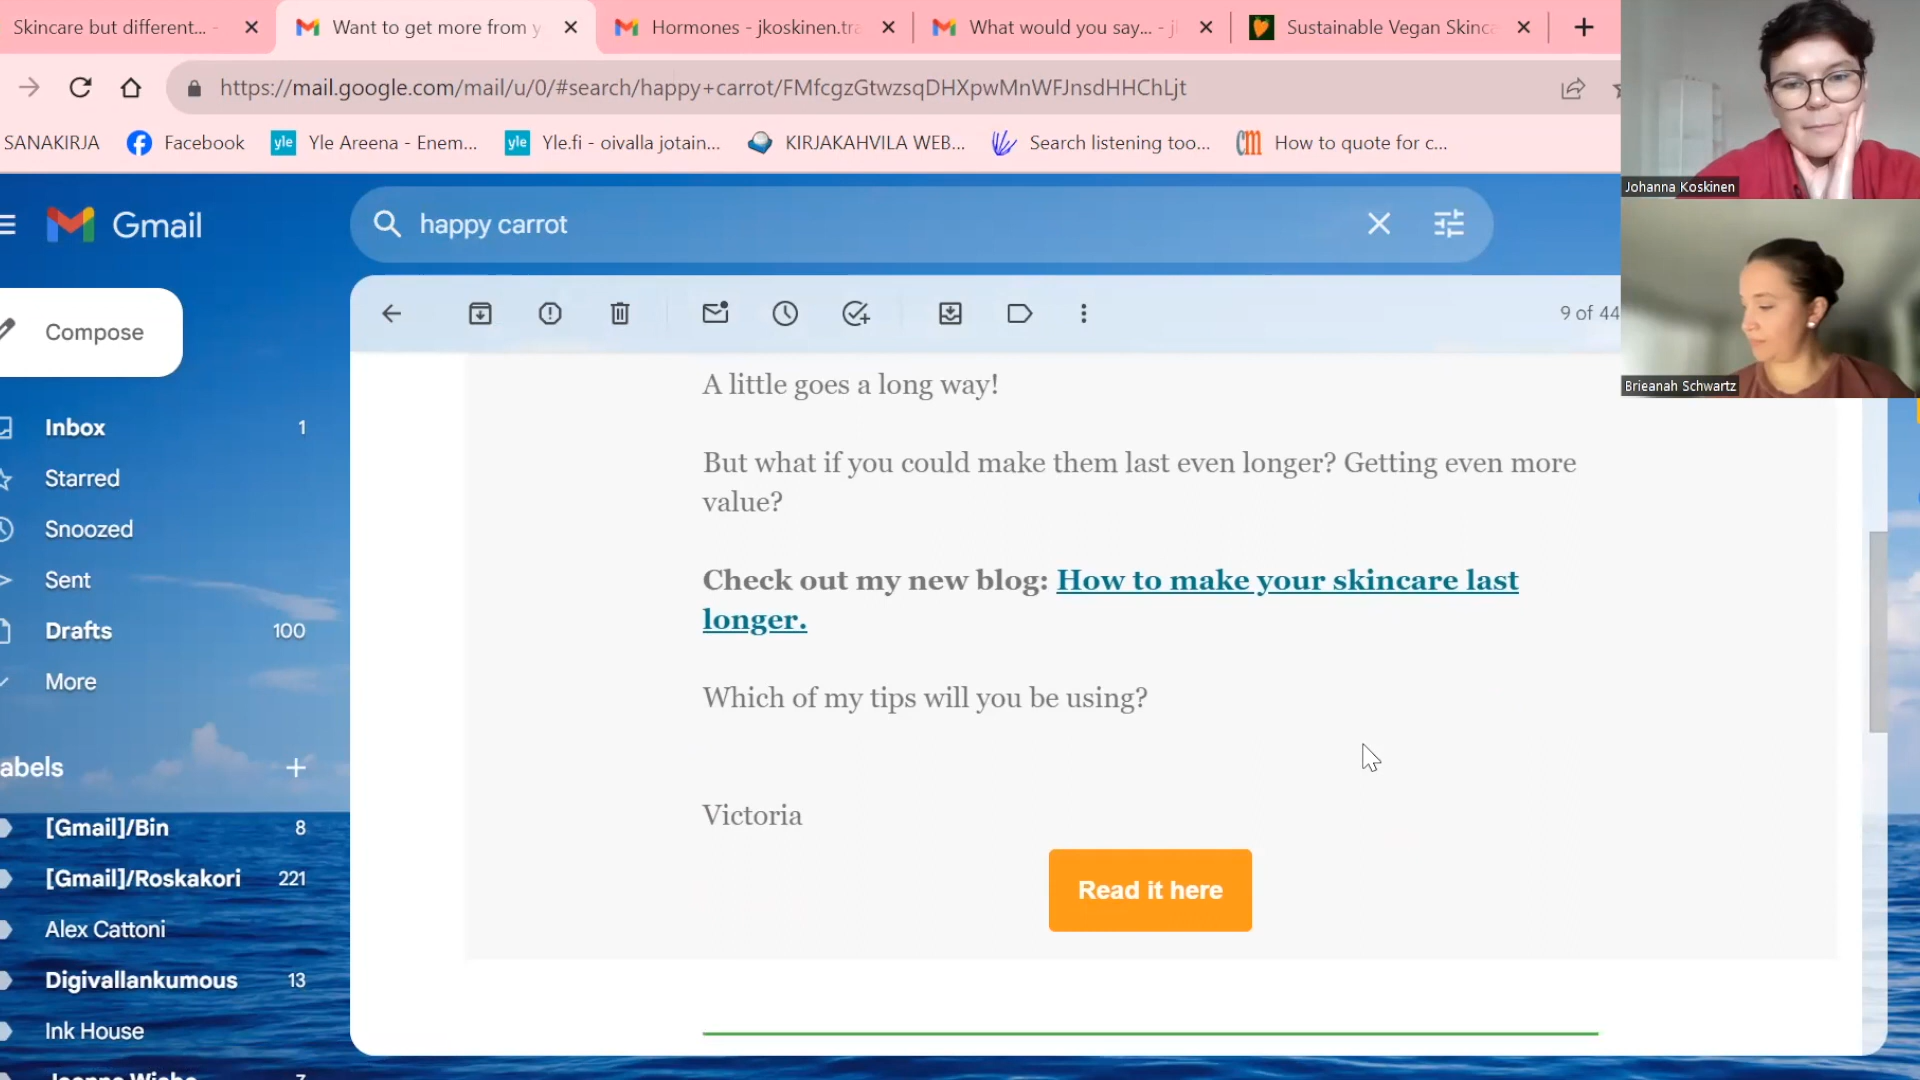 Skincare but different... -
Want to get more from y
Hormones - jkoskinen.tra
What would you say... - j
Sustainable Vegan Skinca
https://mail.google.com/mail/u/0/#search/happy+carrot/FMfcgzGtwzsqDHXpwMnWFJnsdHHChLjt
SANAKIRJA
Facebook
yle
Yle Areena - Enem...
yle
Yle.fi - oivalla jotain...
KIRJAKAHVILA WEB...
Search listening too...
CM
How to quote for c...
Johanna Koskinen
Brieanah Schwartz
Gmail
happy carrot
9 of 44
Compose
Inbox 1
Starred
Snoozed
Sent
Drafts 100
More
abels
[Gmail]/Bin 8
[Gmail]/Roskakori 221
Alex Cattoni
Digivallankumous 13
Ink House
A little goes a long way!
But what if you could make them last even longer? Getting even more
value?
Check out my new blog: How to make your skincare last
longer.
Which of my tips will you be using?
Victoria
Read it here